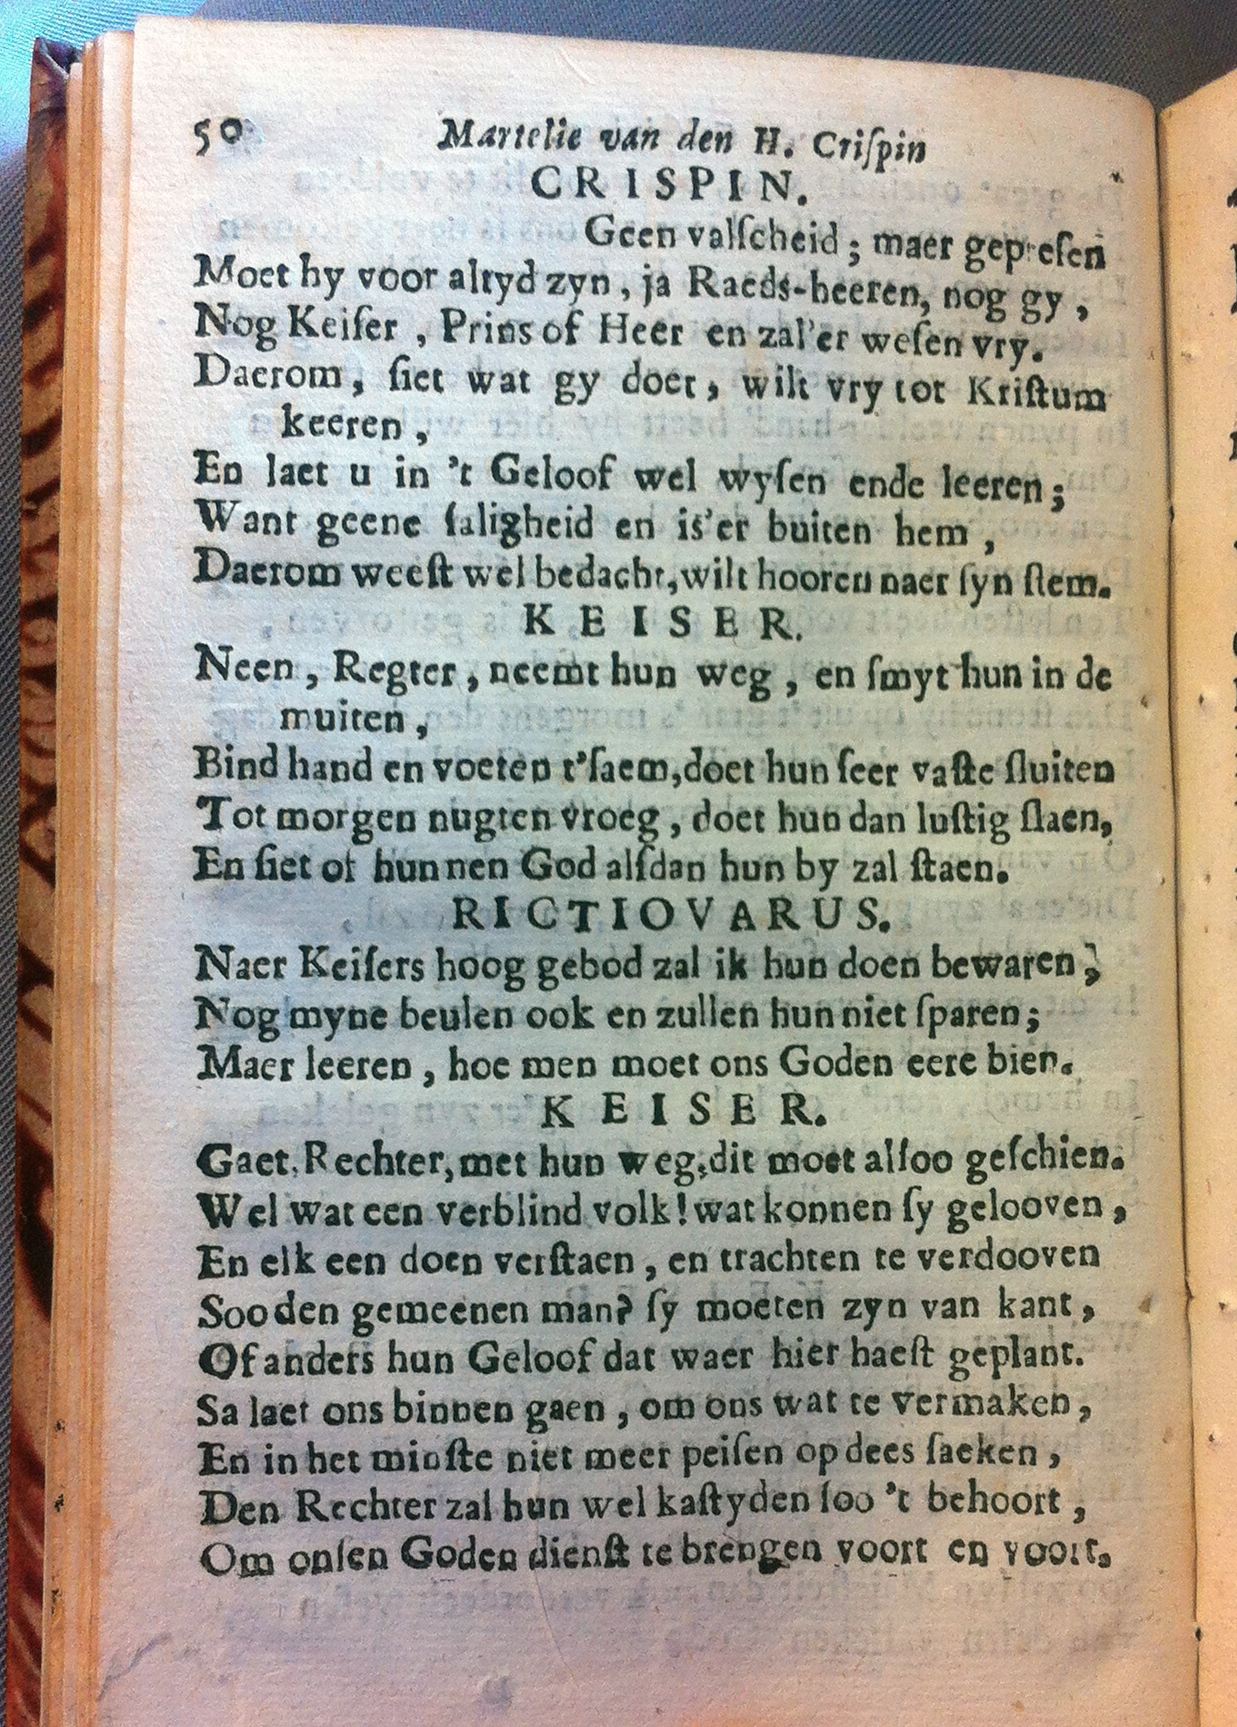 50 Martelie van den H. Criſpin
CRISPIN.
Geen valſcheid; maer gepreſen
Moet hy voor altyd zyn, ja Raeds-heeren, nog gy,
Nog Keiſer, Prins of Heer en zal'er weſen vry.
Daerom, ſiet wat gy doet, wilt vry tot Kriſtum
keeren,
En laet u in 't Geloof wel wyſen ende leeren;
Want geene ſaligheid en is'er buiten hem,
Daerom weeſt wel bedacht, wilt hooren naer ſyn ſtem.
KEISER.
Neen, Regter, neemt hun weg, en ſmyt hun in de
muiten,
Bind hand en voeten t'ſaem, doet hun ſeer vaſte ſluiten
Tot morgen nugten vroeg, doet hun dan luſtig ſlaen,
En ſiet of hunnen God alſdan hun by zal ſtaen.
RICTIOVARUS.
Naer Keiſers hoog gebod zal ik hun doen bewaren,
Nog myne beulen ook en zullen hun niet ſparen;
Maer leeren, hoe men moet ons Goden eere bien.
KEISER.
Gaet, Rechter, met hun weg, dit moet alſoo geſchien.
Wel wat een verblind volk! wat konnen ſy gelooven,
En elk een doen verſtaen, en trachten te verdooven
Soo den gemeenen man? ſy moeten zyn van kant,
Of anders hun Geloof dat waer hier haeſt geplant.
Sa laet ons binnen gaen, om ons wat te vermaken,
En in het minſte niet meer peiſen op dees ſaeken,
Den Rechter zal hun wel kaſtyden ſoo 't behoort,
Om onſen Goden dienſt te brengen voort en voort.